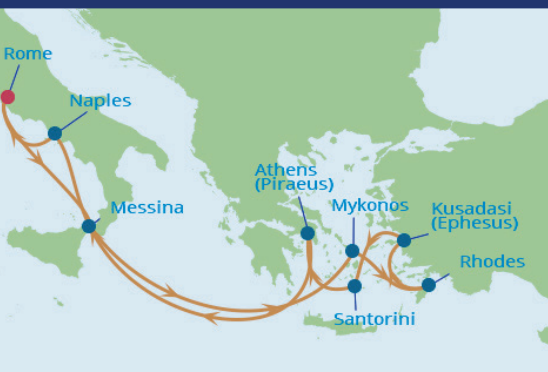 Rome
Naples
Messina
Athens
(Piraeus)
Mykonos
Kusadasi
(Ephesus)
Rhodes
Santorini